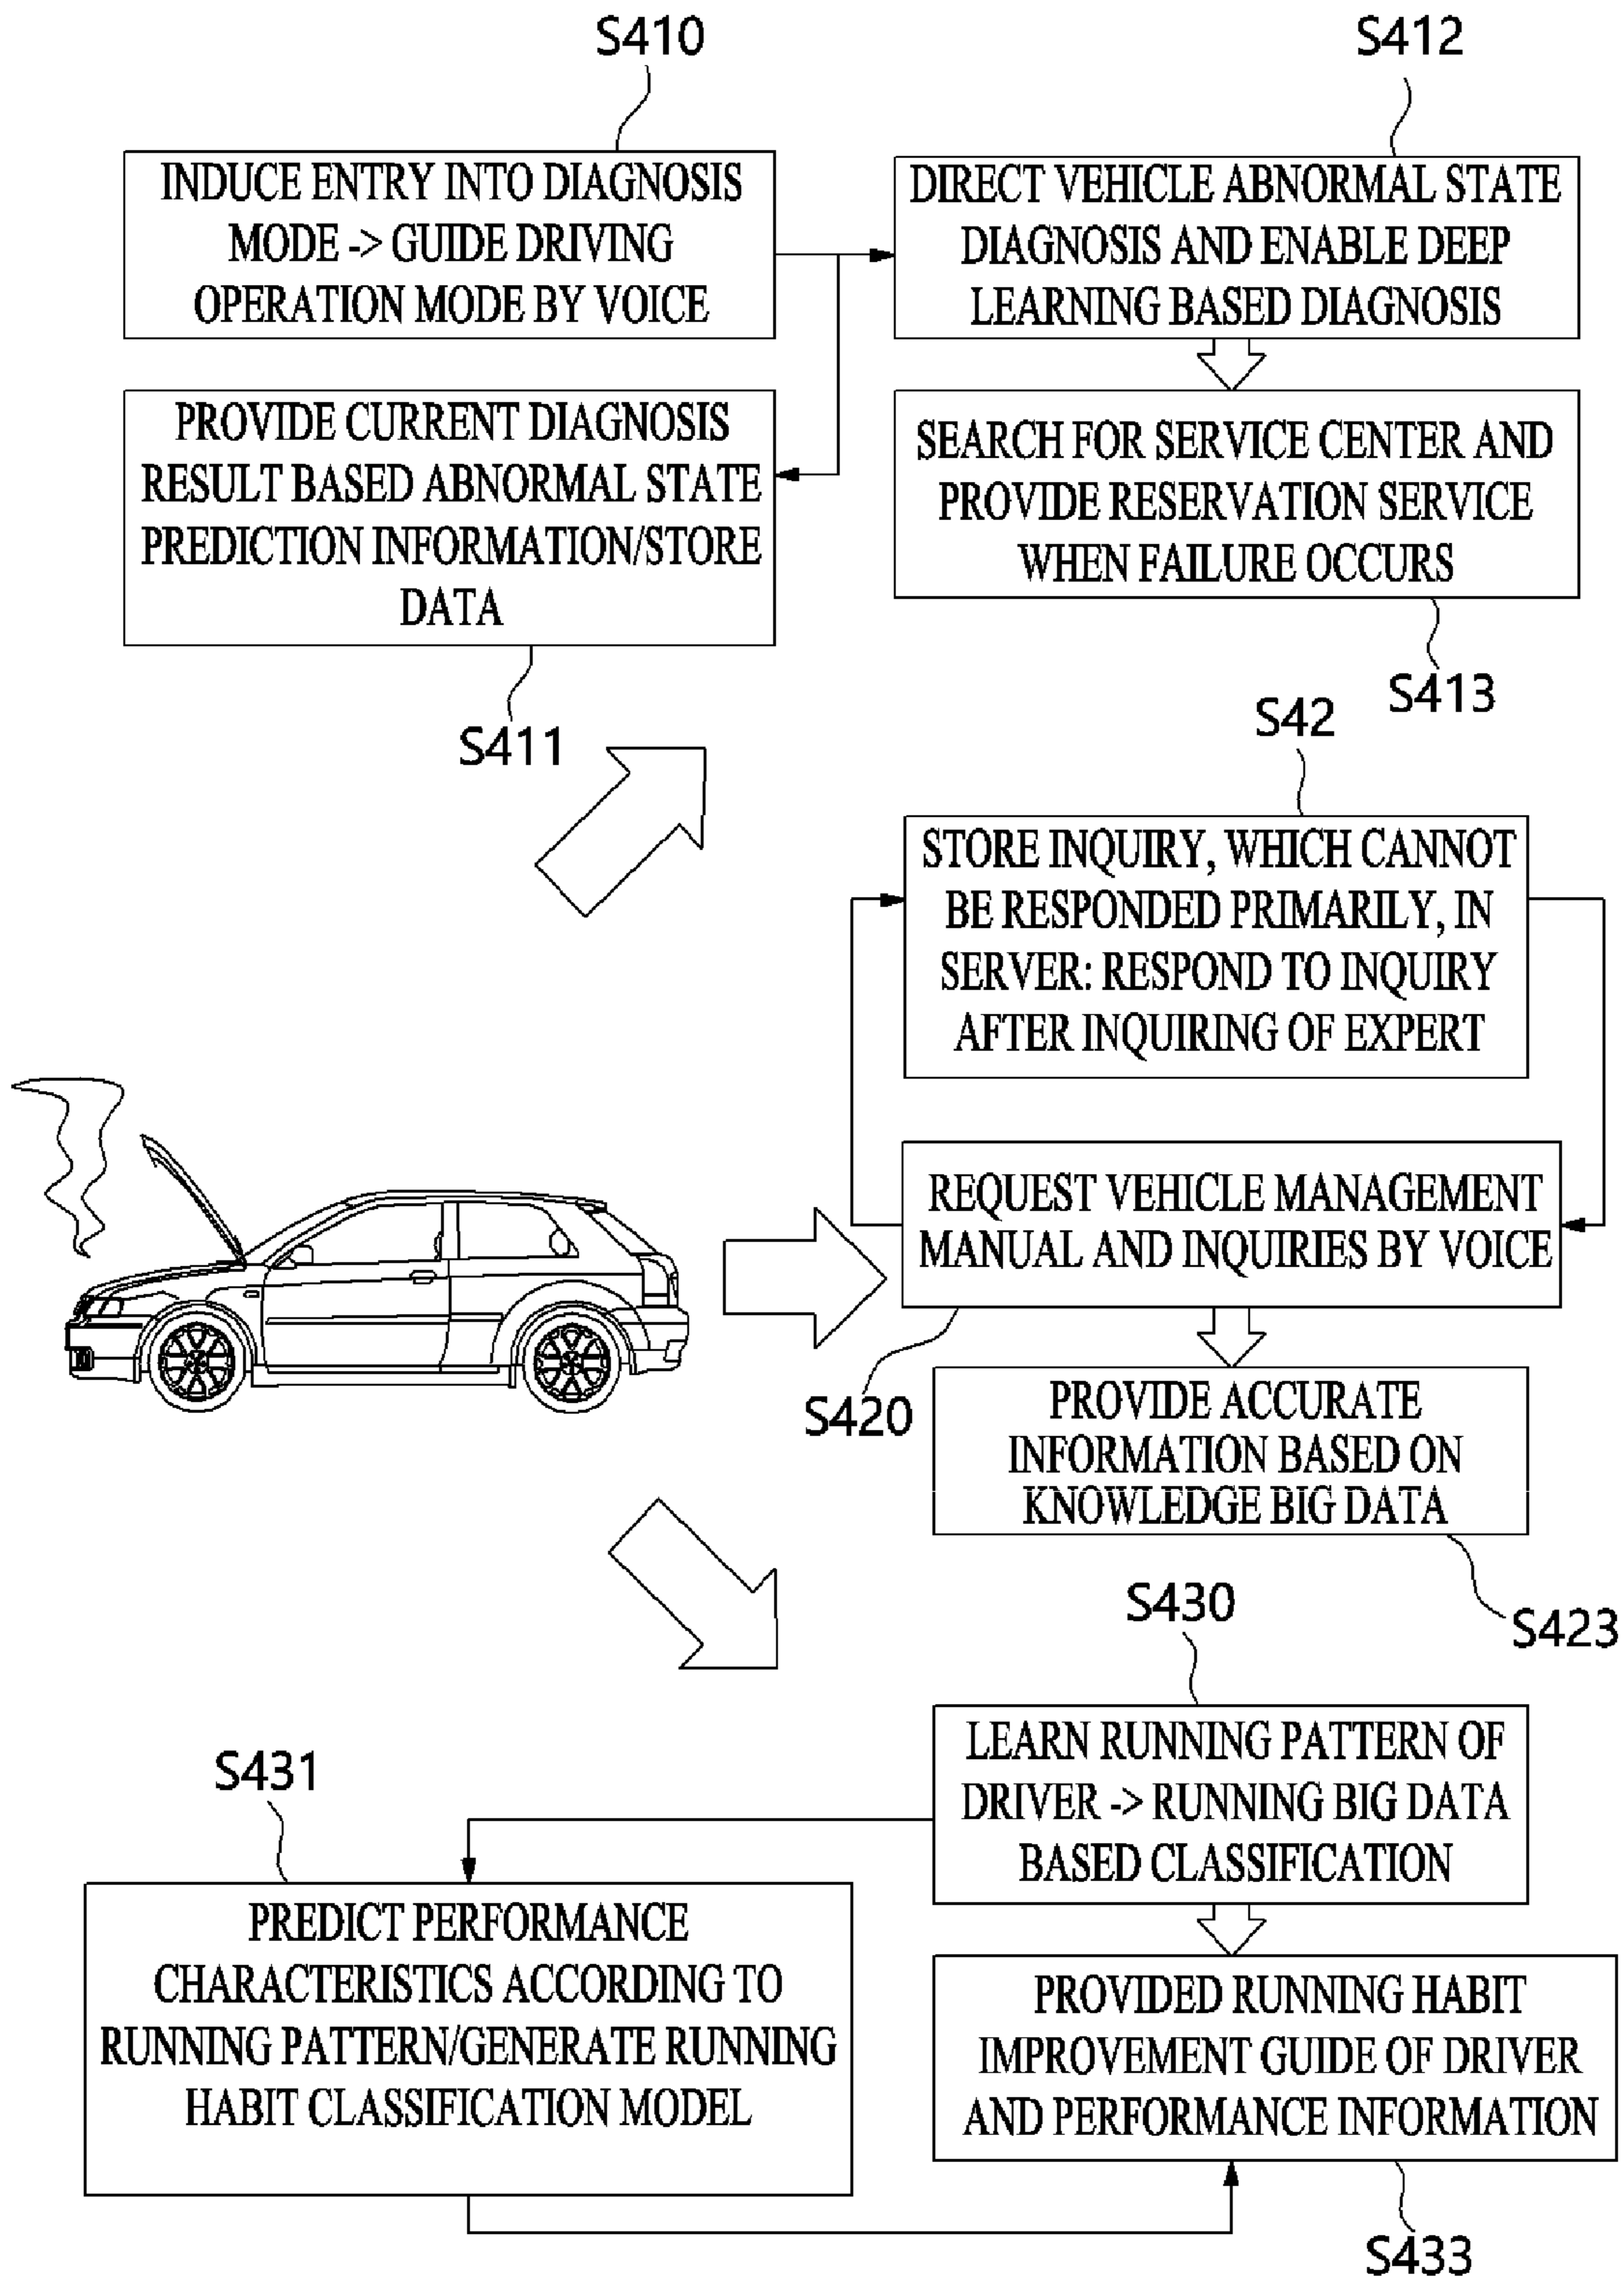 S410
INDUCE ENTRY INTO DIAGNOSIS
MODE -> GUIDE DRIVING
OPERATION MODE BY VOICE
S412
DIRECT VEHICLE ABNORMAL STATE
DIAGNOSIS AND ENABLE DEEP
LEARNING BASED DIAGNOSIS
PROVIDE CURRENT DIAGNOSIS
RESULT BASED ABNORMAL STATE
PREDICTION INFORMATION/STORE
DATA
S411
SEARCH FOR SERVICE CENTER AND
PROVIDE RESERVATION SERVICE
WHEN FAILURE OCCURS
S413
S42
STORE INQUIRY, WHICH CANNOT
BE RESPONDED PRIMARILY, IN
SERVER: RESPOND TO INQUIRY
AFTER INQUIRING OF EXPERT
REQUEST VEHICLE MANAGEMENT
MANUAL AND INQUIRIES BY VOICE
S420
PROVIDE ACCURATE
INFORMATION BASED ON
KNOWLEDGE BIG DATA
S423
S430
LEARN RUNNING PATTERN OF
DRIVER -> RUNNING BIG DATA
BASED CLASSIFICATION
S431
PREDICT PERFORMANCE
CHARACTERISTICS ACCORDING TO
RUNNING PATTERN/GENERATE RUNNING
HABIT CLASSIFICATION MODEL
PROVIDED RUNNING HABIT
IMPROVEMENT GUIDE OF DRIVER
AND PERFORMANCE INFORMATION
S433